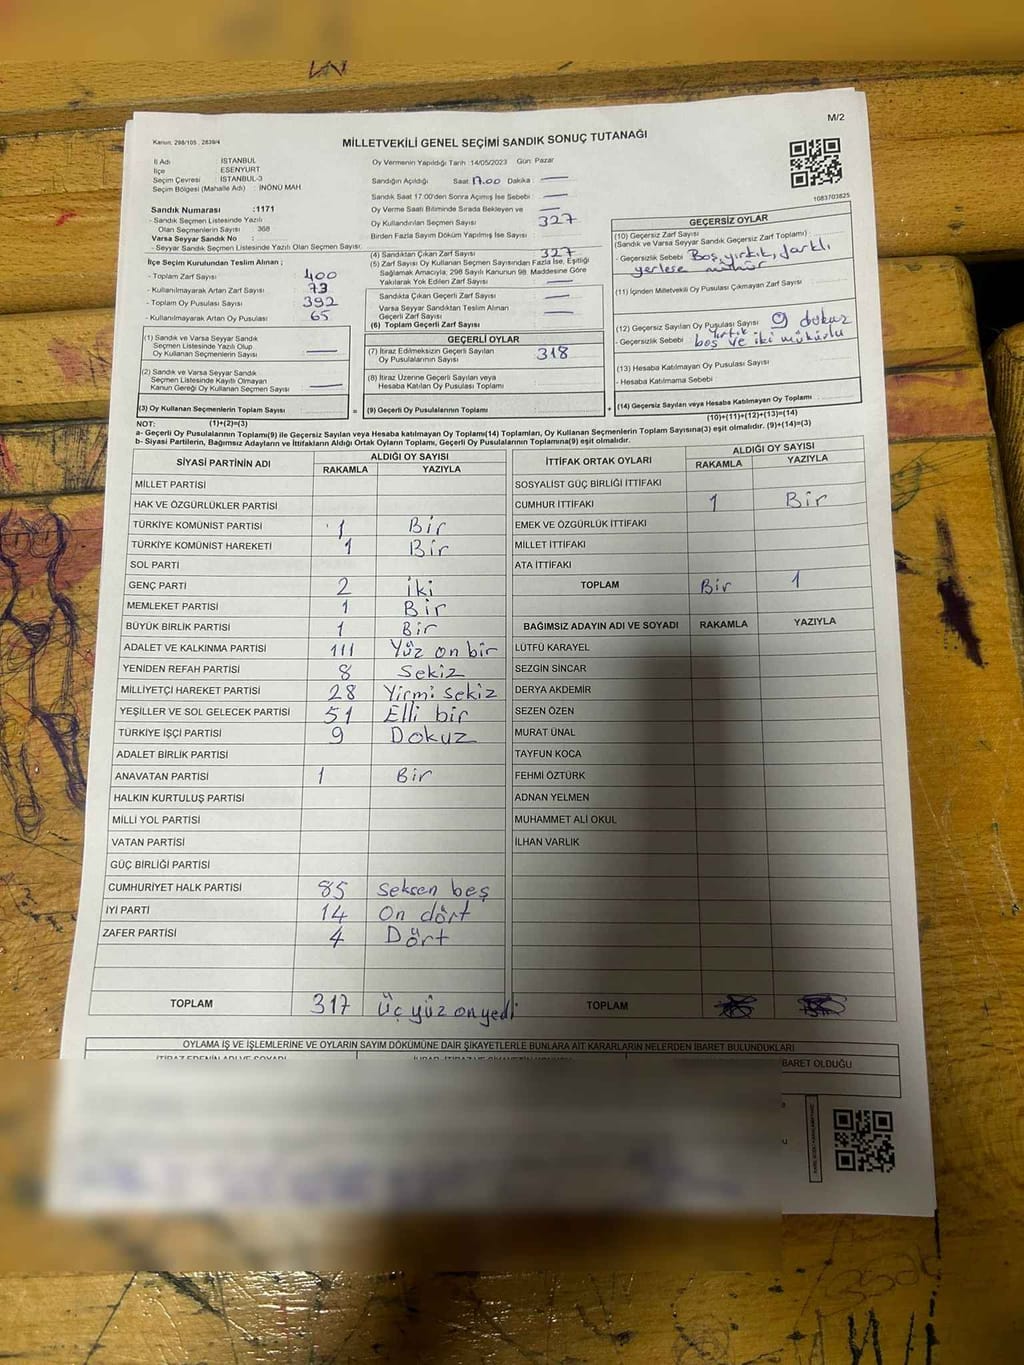 M/2
Kanun: 298/105 , 2839/4
MİLLETVEKİLİ GENEL SEÇİMİ SANDIK SONUÇ TUTANAĞI
İl Adı İSTANBUL
İlçe ESENYURT
Seçim Çevresi İSTANBUL-3
Seçim Bölgesi (Mahalle Adı) : İNÖNÜ MAH.
Oy Vermenin Yapıldığı Tarih :14/05/2023 Gün: Pazar
Sandığın Açıldığı Saat 17.00 Dakika : —
Sandık Saat 17:00'den Sonra Açımış İse Sebebi : —
Oy Verme Saati Bitiminde Sırada Bekleyen ve —
Oy Kullandırılan Seçmen Sayısı 327
Birden Fazla Sayım Döküm Yapılmış İse Sayısı :
1083703825
Sandık Numarası :1171
- Sandık Seçmen Listesinde Yazılı
Olan Seçmenlerin Sayısı 368
Varsa Seyyar Sandık No :
- Seyyar Sandık Seçmen Listesinde Yazılı Olan Seçmen Sayısı:
İlçe Seçim Kurulundan Teslim Alınan ;
- Toplam Zarf Sayısı 400
- Kullanılmayarak Artan Zarf Sayısı : 73
- Toplam Oy Pusulası Sayısı : 392
- Kullanılmayarak Artan Oy Pusulası : 65
(1) Sandık ve Varsa Seyyar Sandık
Seçmen Listesinde Yazılı Olup
Oy Kullanan Seçmenlerin Sayısı : —
(2) Sandık ve Varsa Seyyar Sandık
Seçmen Listesinde Kayıtlı Olmayan
Kanun Gereği Oy Kullanan Seçmen Sayısı : —
(3) Oy Kullanan Seçmenlerin Toplam Sayısı
(1)+(2)=(3)
(4) Sandıktan Çıkan Zarf Sayısı 327
(5) Zarf Sayısı Oy Kullanan Seçmen Sayısından Fazla İse, Eşitliği
Sağlamak Amacıyla; 298 Sayılı Kanunun 98. Maddesine Göre
Yakılarak Yok Edilen Zarf Sayısı : —
Sandıkta Çıkan Geçerli Zarf Sayısı : —
Varsa Seyyar Sandıktan Teslim Alınan
Geçerli Zarf Sayısı : —
(6) Toplam Geçerli Zarf Sayısı
GEÇERLİ OYLAR
(7) İtiraz Edilmeksizin Geçerli Sayılan
Oy Pusulalarının Sayısı : 318
(8) İtiraz Üzerine Geçerli Sayılan veya
Hesaba Katılan Oy Pusulası Toplamı
= (9) Geçerli Oy Pusulalarının Toplamı
GEÇERSİZ OYLAR
(10) Geçersiz Zarf Sayısı
(Sandık ve Varsa Seyyar Sandık Geçersiz Zarf Toplamı) :
- Geçersizlik Sebebi Boş, yırtık, farklı
yerlese mühür
(11) İçinden Milletvekili Oy Pusulası Çıkmayan Zarf Sayısı
(12) Geçersiz Sayılan Oy Pusulası Sayısı : 9 dokuz
- Geçersizlik Sebebi : yırtık
boş ve iki mühürlü
(13) Hesaba Katılmayan Oy Pusulası Sayısı
- Hesaba Katılmama Sebebi
+ (14) Geçersiz Sayılan veya Hesaba Katılmayan Oy Toplamı
(10)+(11)+(12)+(13)=(14)
NOT:
a- Geçerli Oy Pusulalarının Toplamı(9) ile Geçersiz Sayılan veya Hesaba katılmayan Oy Toplamı(14) Toplamları, Oy Kullanan Seçmenlerin Toplam Sayısına(3) eşit olmalıdır. (9)+(14)=(3)
b- Siyasi Partilerin, Bağımsız Adayların ve İttifakların Aldığı Ortak Oyların Toplamı, Geçerli Oy Pusulalarının Toplamına(9) eşit olmalıdır.
SİYASİ PARTİNİN ADI ALDIĞI OY SAYISI
RAKAMLA YAZIYLA
MİLLET PARTİSİ
HAK VE ÖZGÜRLÜKLER PARTİSİ
TÜRKİYE KOMÜNİST PARTİSİ 1 Bir
TÜRKİYE KOMÜNİST HAREKETİ 1 Bir
SOL PARTİ
GENÇ PARTİ 2 iki
MEMLEKET PARTİSİ 1 Bir
BÜYÜK BİRLİK PARTİSİ 1 Bir
ADALET VE KALKINMA PARTİSİ 111 Yüz on bir
YENİDEN REFAH PARTİSİ 8 Sekiz
MİLLİYETÇİ HAREKET PARTİSİ 28 Yirmi sekiz
YEŞİLLER VE SOL GELECEK PARTİSİ 51 Elli bir
TÜRKİYE İŞÇİ PARTİSİ 9 Dokuz
ADALET BİRLİK PARTİSİ
ANAVATAN PARTİSİ 1 Bir
HALKIN KURTULUŞ PARTİSİ
MİLLİ YOL PARTİSİ
VATAN PARTİSİ
GÜÇ BİRLİĞİ PARTİSİ
CUMHURİYET HALK PARTİSİ 85 Seksen beş
İYİ PARTİ 14 On dört
ZAFER PARTİSİ 4 Dört
TOPLAM 317 Üç yüz onyedi
İTTİFAK ORTAK OYLARI ALDIĞI OY SAYISI
RAKAMLA YAZIYLA
SOSYALİST GÜÇ BİRLİĞİ İTTİFAKI
CUMHUR İTTİFAKI 1 Bir
EMEK VE ÖZGÜRLÜK İTTİFAKI
MİLLET İTTİFAKI
ATA İTTİFAKI
TOPLAM Bir 1
BAĞIMSIZ ADAYIN ADI VE SOYADI RAKAMLA YAZIYLA
LÜTFÜ KARAYEL
SEZGİN SİNCAR
DERYA AKDEMİR
SEZEN ÖZEN
MURAT ÜNAL
TAYFUN KOCA
FEHMİ ÖZTÜRK
ADNAN YELMEN
MUHAMMET ALİ OKUL
İLHAN VARLIK
TOPLAM
OYLAMA İŞ VE İŞLEMLERİNE VE OYLARIN SAYIM DÖKÜMÜNE DAİR ŞİKAYETLERLE BUNLARA AİT KARARLARIN NELERDEN İBARET BULUNDUKLARI
BARET OLDUĞU